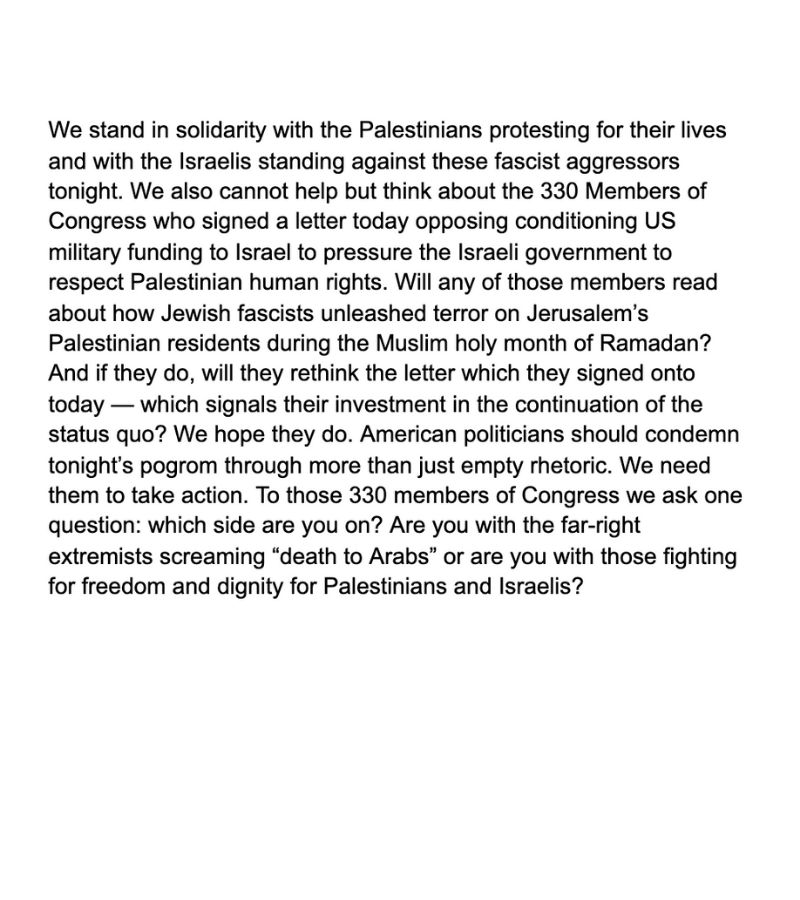 We stand in solidarity with the Palestinians protesting for their lives
and with the Israelis standing against these fascist aggressors
tonight. We also cannot help but think about the 330 Members of
Congress who signed a letter today opposing conditioning US
military funding to Israel to pressure the Israeli government to
respect Palestinian human rights. Will any of those members read
about how Jewish fascists unleashed terror on Jerusalem’s
Palestinian residents during the Muslim holy month of Ramadan?
And if they do, will they rethink the letter which they signed onto
today — which signals their investment in the continuation of the
status quo? We hope they do. American politicians should condemn
tonight’s pogrom through more than just empty rhetoric. We need
them to take action. To those 330 members of Congress we ask one
question: which side are you on? Are you with the far-right
extremists screaming “death to Arabs” or are you with those fighting
for freedom and dignity for Palestinians and Israelis?